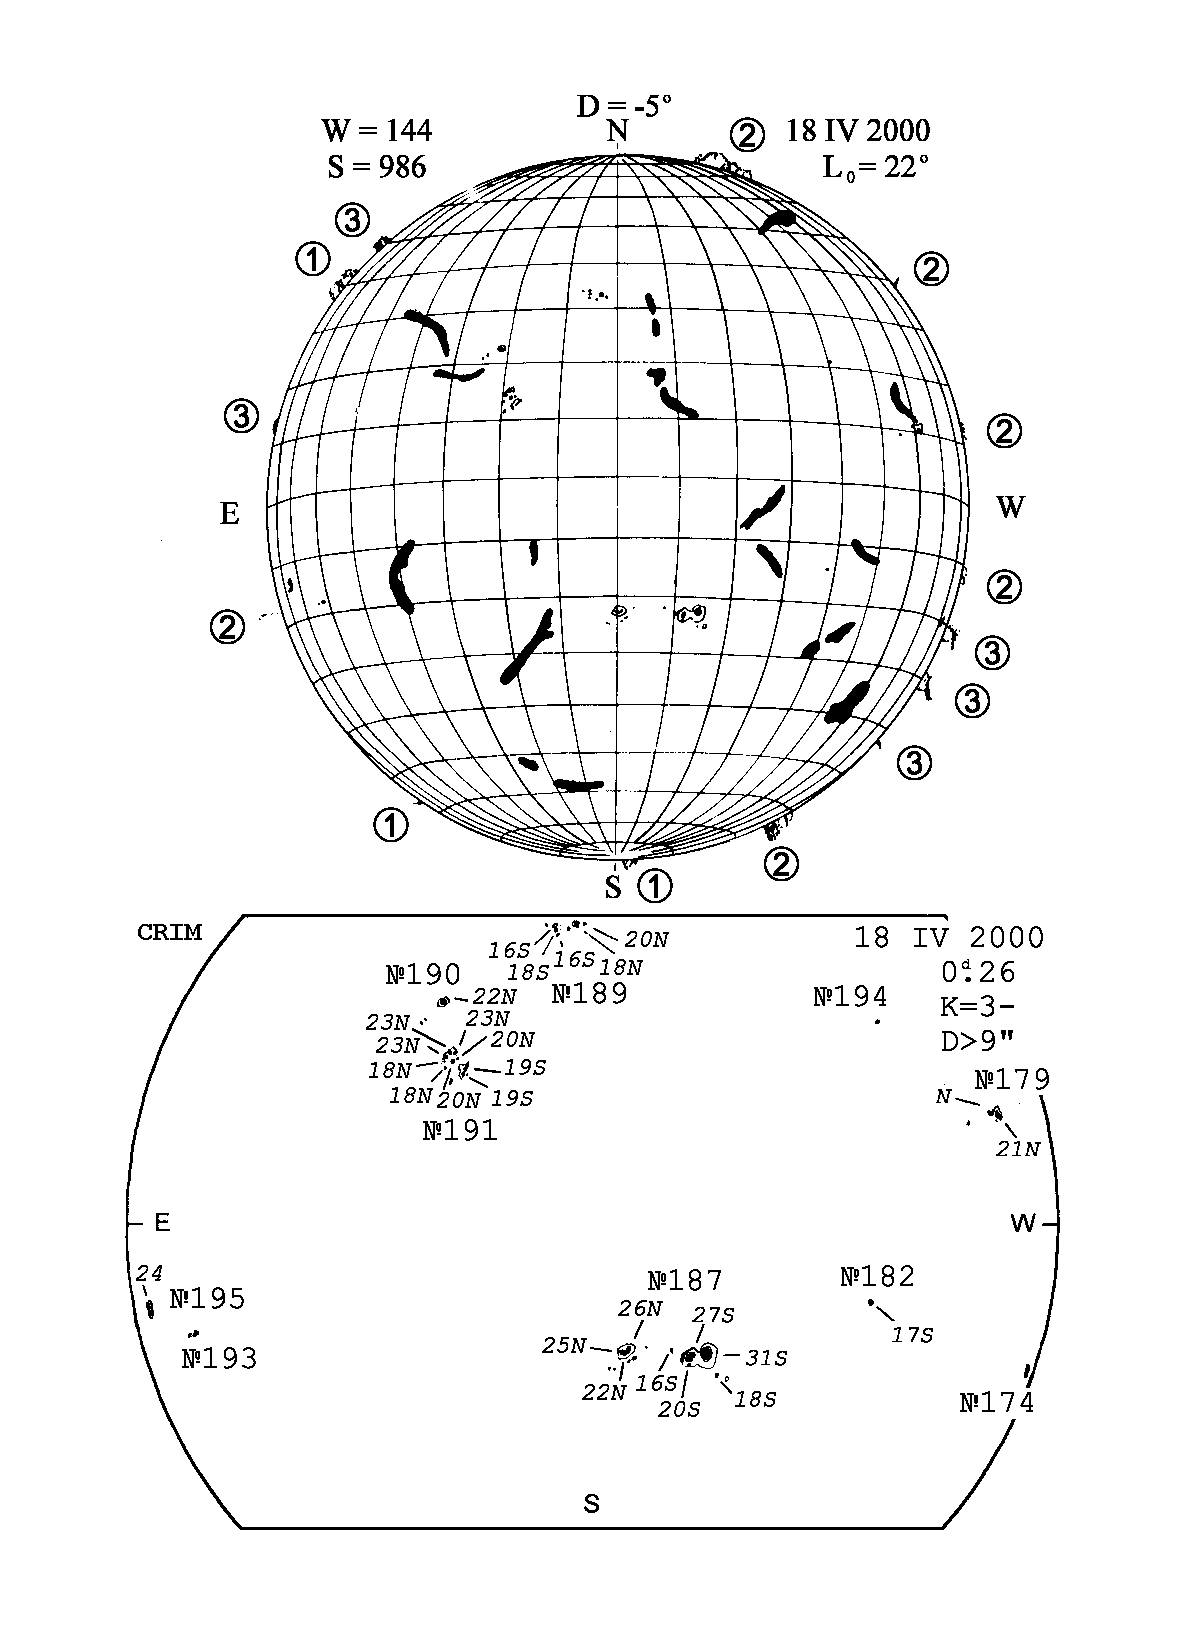 D = -5°
W = 144 N ② 18 IV 2000
S = 986 L₀= 22°
③
① ②
③ ②
E W
②
② ③
③
③
① ②
S ①
CRIM 18 IV 2000
16S 20N
18S 16S 18N
0ᵈ.26
№190 22N №189 №194 K=3-
23N 23N
23N 20N D>9"
18N 19S №179
18N 20N 19S N
№191 21N
E W
24 №187 №182
№195 26N 27S
25N 17S
№193 31S
22N 16S 18S
20S №174
S